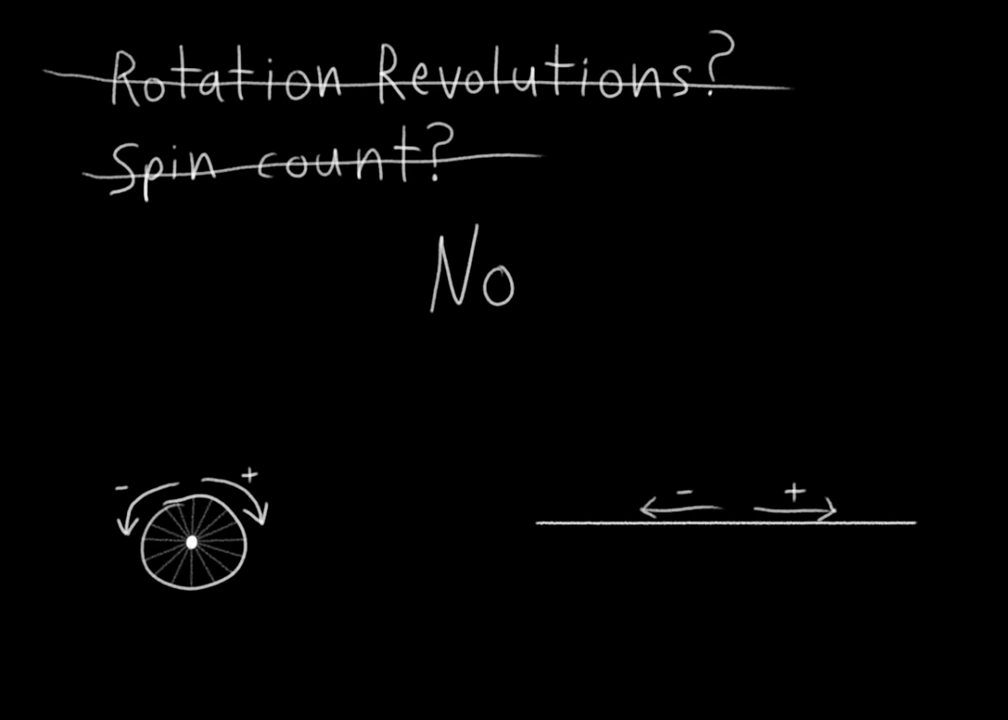 Rotation Revolutions?
Spin count?
No
- +
- +